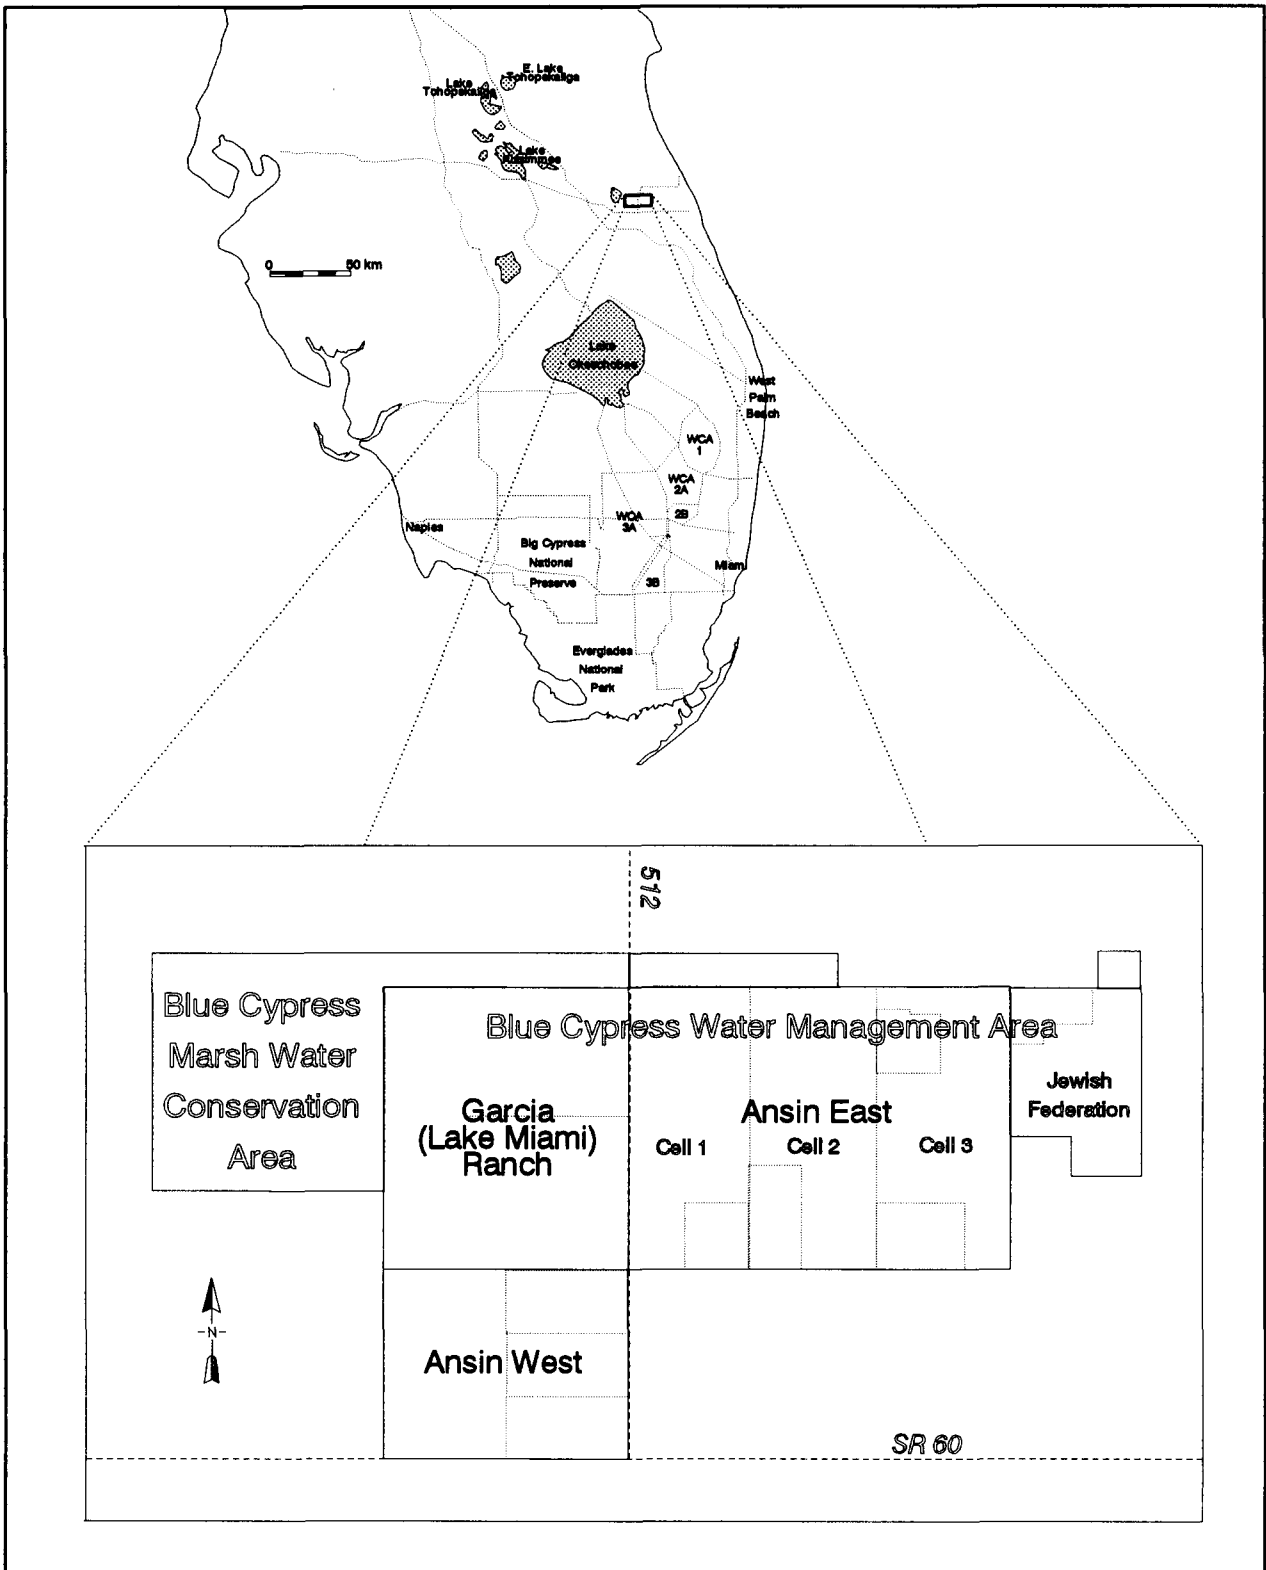 E. Lake
Tohopekaliga
Lake
Tohopekaliga
Lake
Kissimmee
0 50 km
Lake
Okeechobee
West
Palm
Beach
WCA
1
WCA
2A
2B
WCA
3A
Naples
Big Cypress
National
Preserve
Miami
3B
Everglades
National
Park
512
Blue Cypress
Marsh Water
Conservation
Area
Blue Cypress Water Management Area
Jewish
Federation
Garcia
(Lake Miami)
Ranch
Ansin East
Cell 1
Cell 2
Cell 3
-N-
Ansin West
SR 60